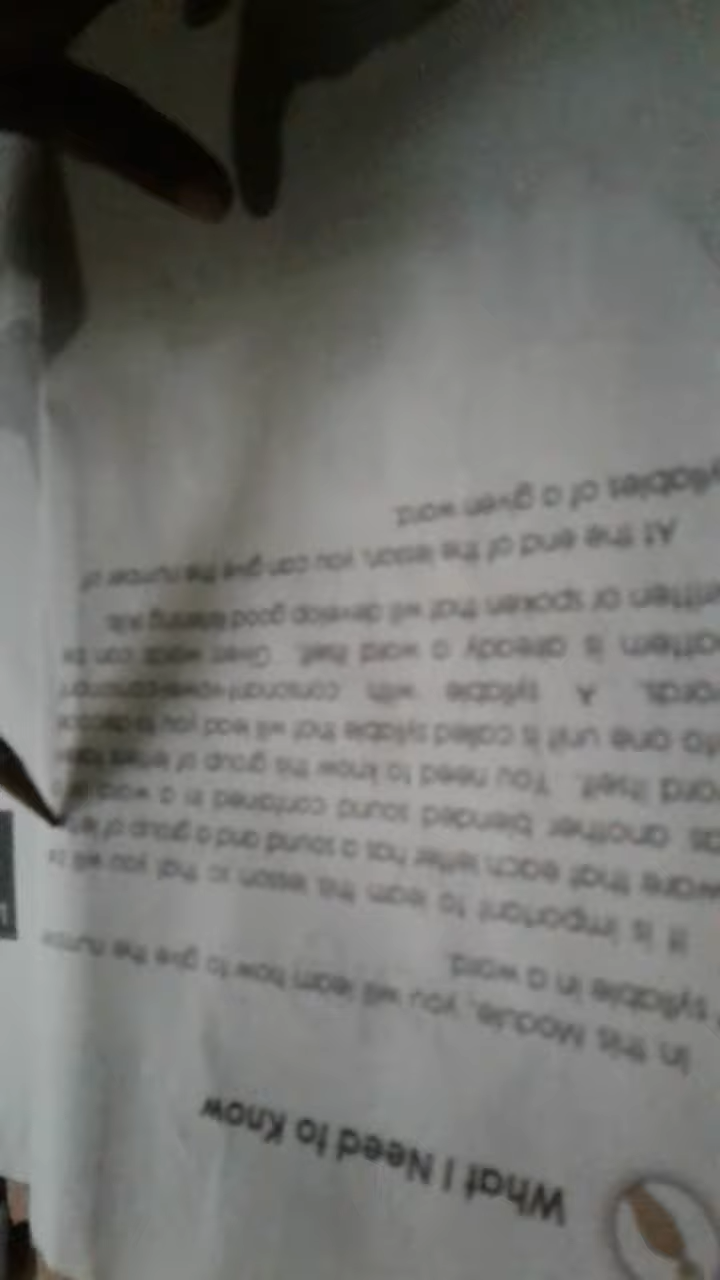 What I Need to Know
In this Module, you will learn how to give the number
syllable in a word.
It is important to learn this lesson so that you will be
aware that each letter has a sound and a group of
as another blended sound contained in a word
word itself. You need to know this group of letters
to one unit is called syllable that will lead you to
words. A syllable with consonant-vowel-consonant
pattern is already a word itself. Given words can be
written or spoken that will develop good listening skills.
At the end of the lesson, you can give the number of
syllables of a given word.